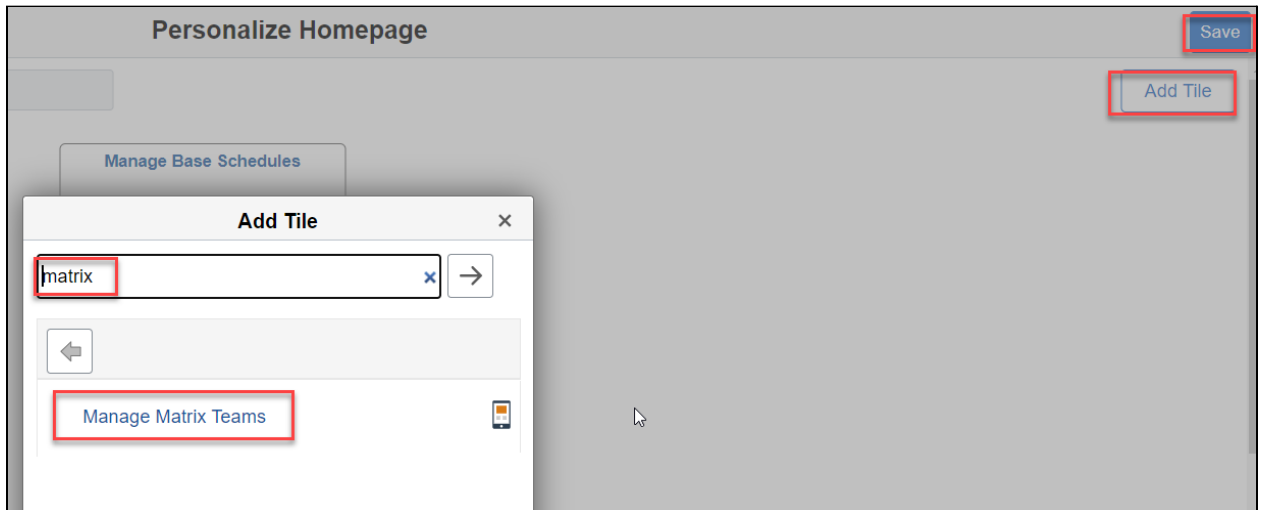 Personalize Homepage
Save
Add Tile
Manage Base Schedules
Add Tile
matrix
Manage Matrix Teams